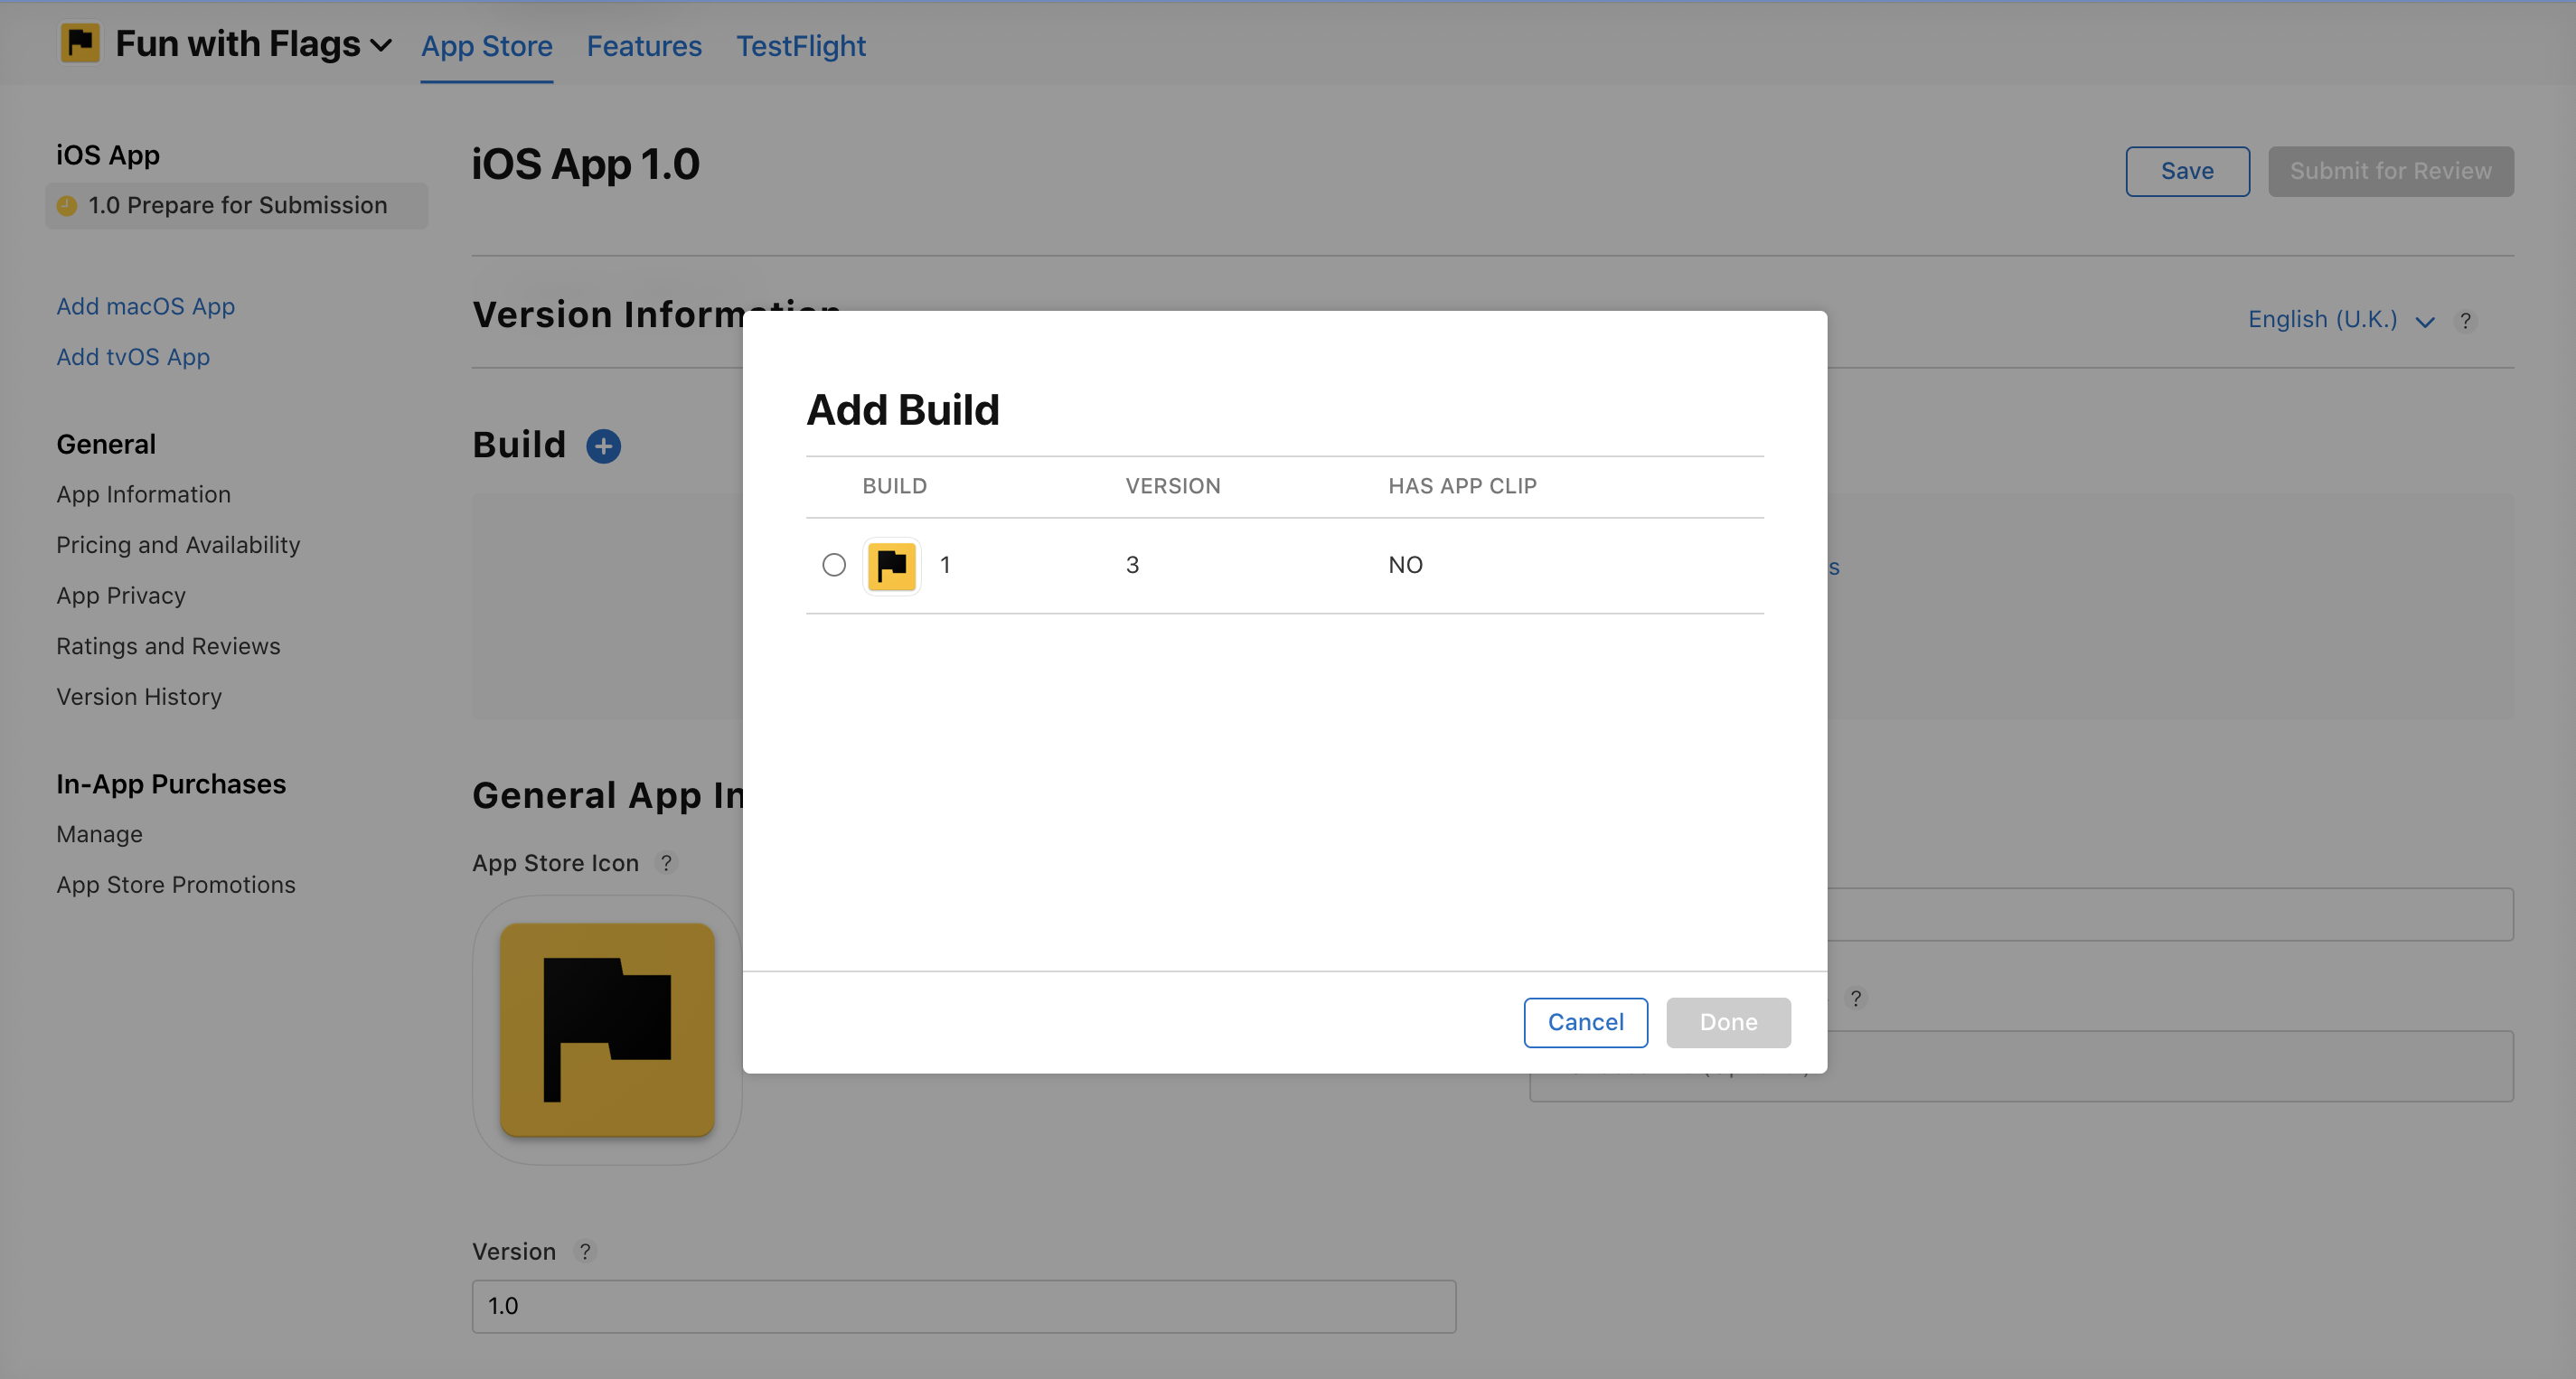 Fun with Flags App Store Features TestFlight
iOS App
1.0 Prepare for Submission
Add macOS App
Add tvOS App
General
App Information
Pricing and Availability
App Privacy
Ratings and Reviews
Version History
In-App Purchases
Manage
App Store Promotions
iOS App 1.0
Save Submit for Review
Version Information
English (U.K.) ?
Build
s
General App In
App Store Icon ?
?
Version ?
1.0
Add Build
BUILD VERSION HAS APP CLIP
1 3 NO
Cancel Done